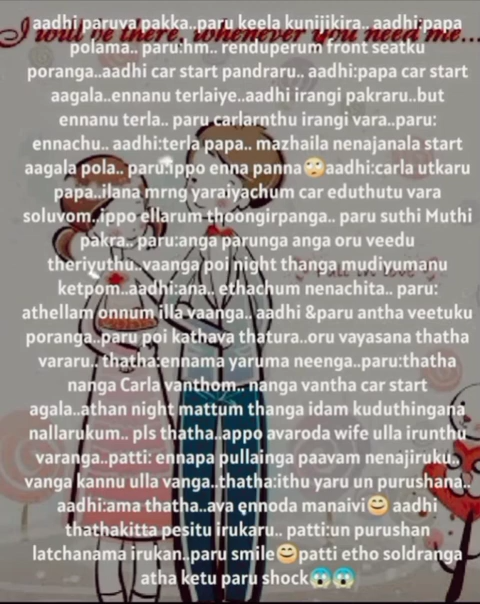 aadhi paruva pakka..paru keela kunijikira.. aadhi:papa
I will be there, whenever you need me...
polama.. paru:hm.. renduperum front seatku
poranga..aadhi car start pandraru.. aadhi:papa car start
aagala..ennanu terlaiye..aadhi irangi pakraru..but
ennanu terla.. paru carlarnthu irangi vara..paru:
ennachu.. aadhi:terla papa.. mazhaila nenajanala start
aagala pola.. paru:ippo enna panna🙄aadhi:carla utkaru
papa..ilana mrng yaraiyachum car eduthutu vara
soluvom..ippo ellarum thoongirpanga.. paru suthi Muthi
pakra.. paru:anga parunga anga oru veedu
theriyuthu..vaanga poi night thanga mudiyumanu
ketpom..aadhi:ana.. ethachum nenachita.. paru:
athellam onnum illa vaanga.. aadhi &paru antha veetuku
poranga..paru poi kathava thatura..oru vayasana thatha
vararu.. thatha:ennama yaruma neenga..paru:thatha
nanga Carla vanthom.. nanga vantha car start
agala..athan night mattum thanga idam kuduthingana
nallarukum.. pls thatha..appo avaroda wife ulla irunthu
varanga..patti: ennapa pullainga paavam nenajiruku..
vanga kannu ulla vanga..thatha:ithu yaru un purushana..
aadhi:ama thatha..ava ennoda manaivi😊 aadhi
thathakitta pesitu irukaru.. patti:un purushan
latchanama irukan..paru smile😊patti etho soldranga
atha ketu paru shock😱😱